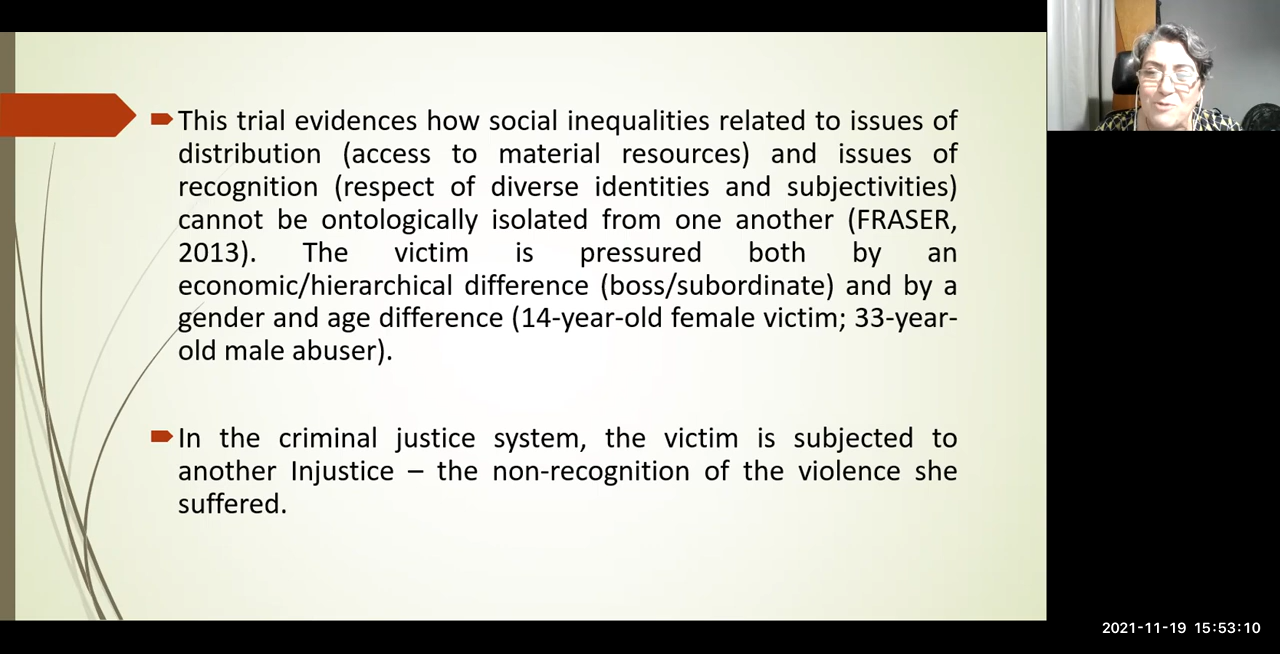 This trial evidences how social inequalities related to issues of
distribution (access to material resources) and issues of
recognition (respect of diverse identities and subjectivities)
cannot be ontologically isolated from one another (FRASER,
2013). The victim is pressured both by an
economic/hierarchical difference (boss/subordinate) and by a
gender and age difference (14-year-old female victim; 33-year-
old male abuser).
In the criminal justice system, the victim is subjected to
another Injustice – the non-recognition of the violence she
suffered.
2021-11-19 15:53:10